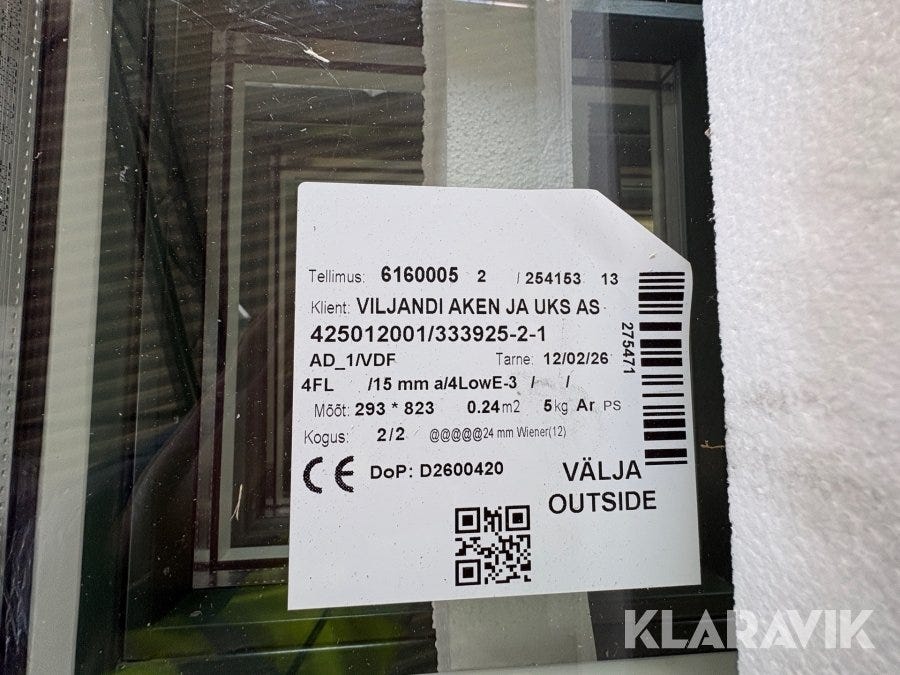 Tellimus: 6160005 2 / 254153 13
Klient: VILJANDI AKEN JA UKS AS
425012001/333925-2-1
AD_1/VDF Tarne: 12/02/26
4FL /15 mm a/4LowE-3 / /
Mõõt: 293 * 823 0.24m2 5kg Ar PS
Kogus: 2/2 @@@@@24 mm Wiener(12)
CE DoP: D2600420
VÄLJA
OUTSIDE
275471
KLARAVIK